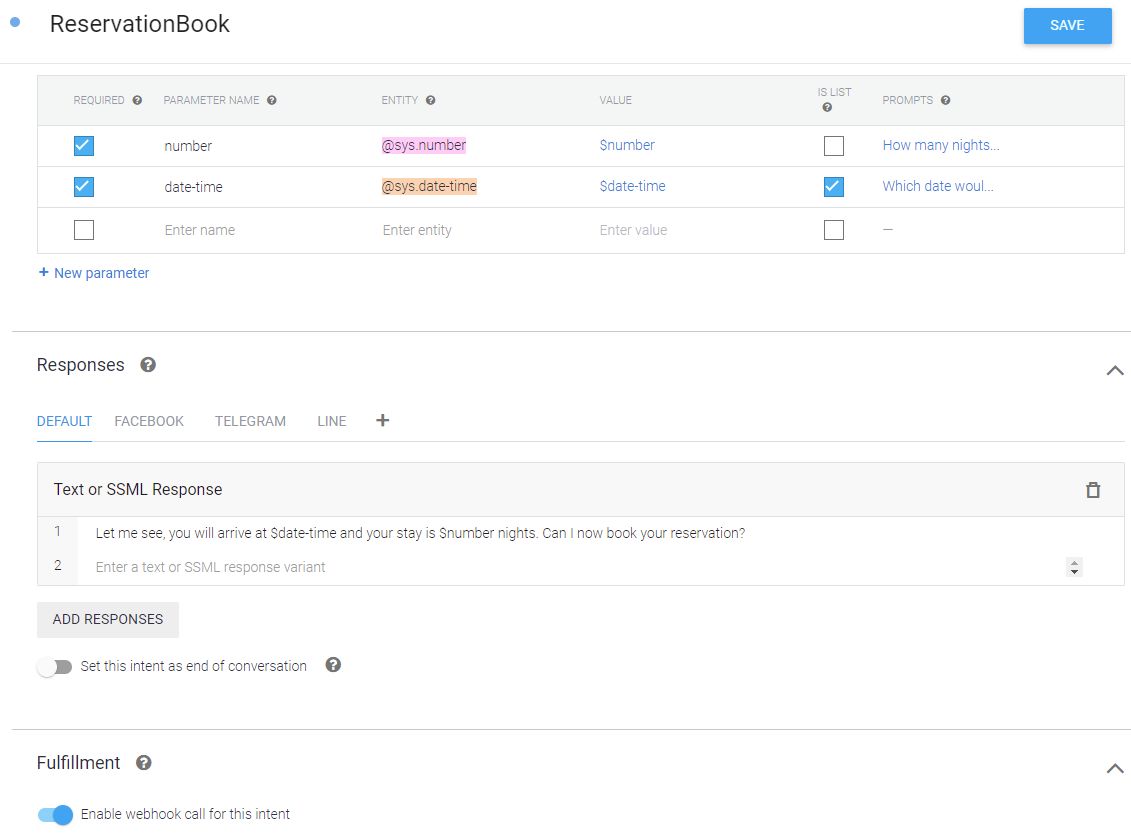 ReservationBook
SAVE
REQUIRED PARAMETER NAME ENTITY VALUE IS LIST PROMPTS
number @sys.number $number How many nights...
date-time @sys.date-time $date-time Which date woul...
Enter name Enter entity Enter value —
+ New parameter
Responses
DEFAULT FACEBOOK TELEGRAM LINE +
Text or SSML Response
1 Let me see, you will arrive at $date-time and your stay is $number nights. Can I now book your reservation?
2 Enter a text or SSML response variant
ADD RESPONSES
Set this intent as end of conversation
Fulfillment
Enable webhook call for this intent